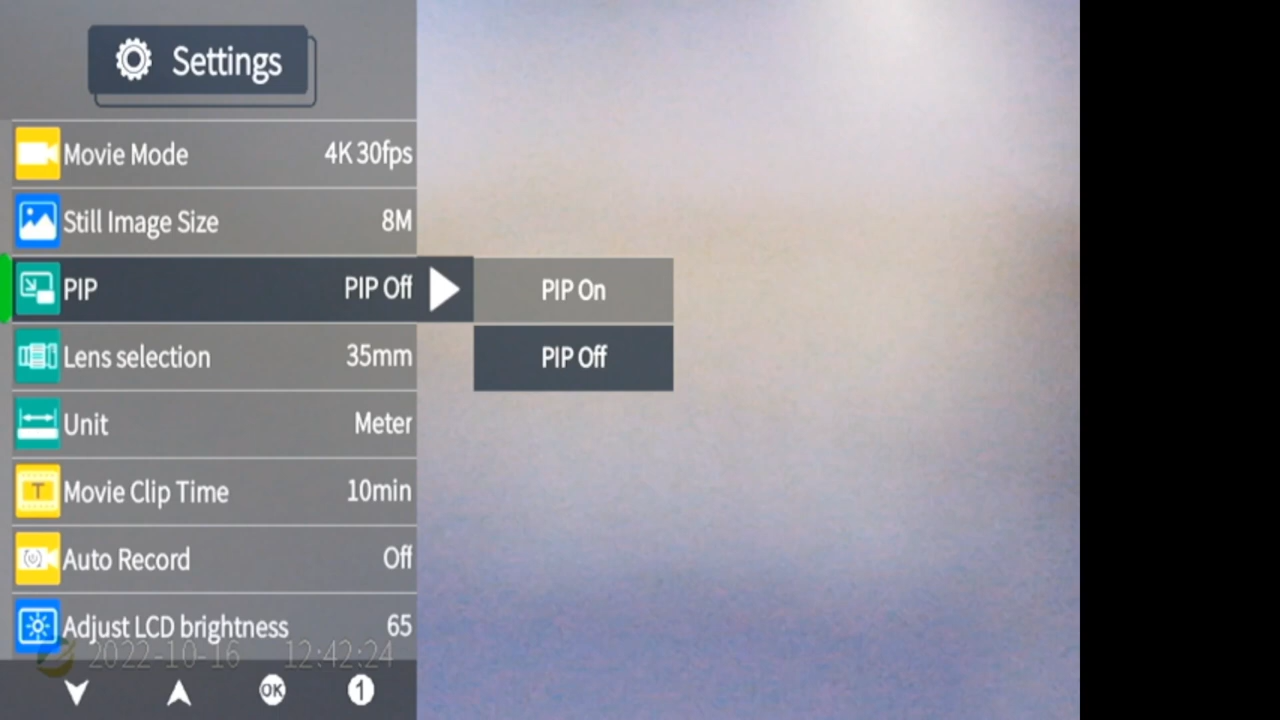 Settings
Movie Mode 4K 30fps
Still Image Size 8M
PIP PIP Off PIP On
Lens selection 35mm PIP Off
Unit Meter
Movie Clip Time 10min
Auto Record Off
Adjust LCD brightness 65
2022-10-16 12:42:24
OK 1